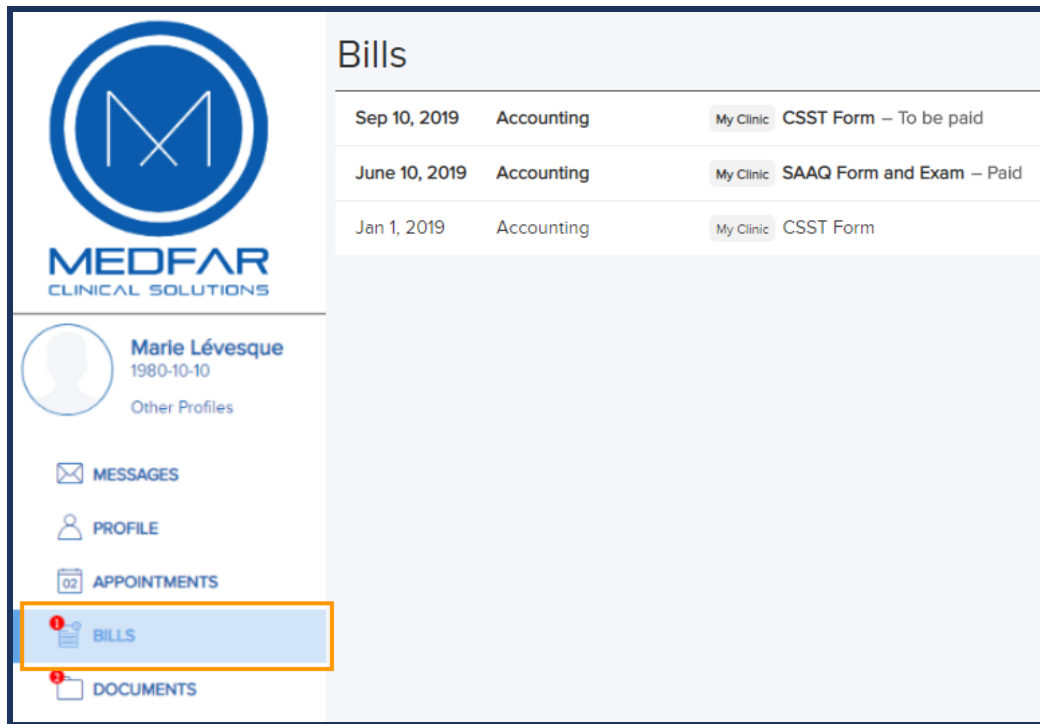 MEDFAR
CLINICAL SOLUTIONS
Marie Lévesque
1980-10-10
Other Profiles
MESSAGES
PROFILE
02 APPOINTMENTS
1 BILLS
2 DOCUMENTS
Bills
Sep 10, 2019 Accounting My Clinic CSST Form – To be paid
June 10, 2019 Accounting My Clinic SAAQ Form and Exam – Paid
Jan 1, 2019 Accounting My Clinic CSST Form